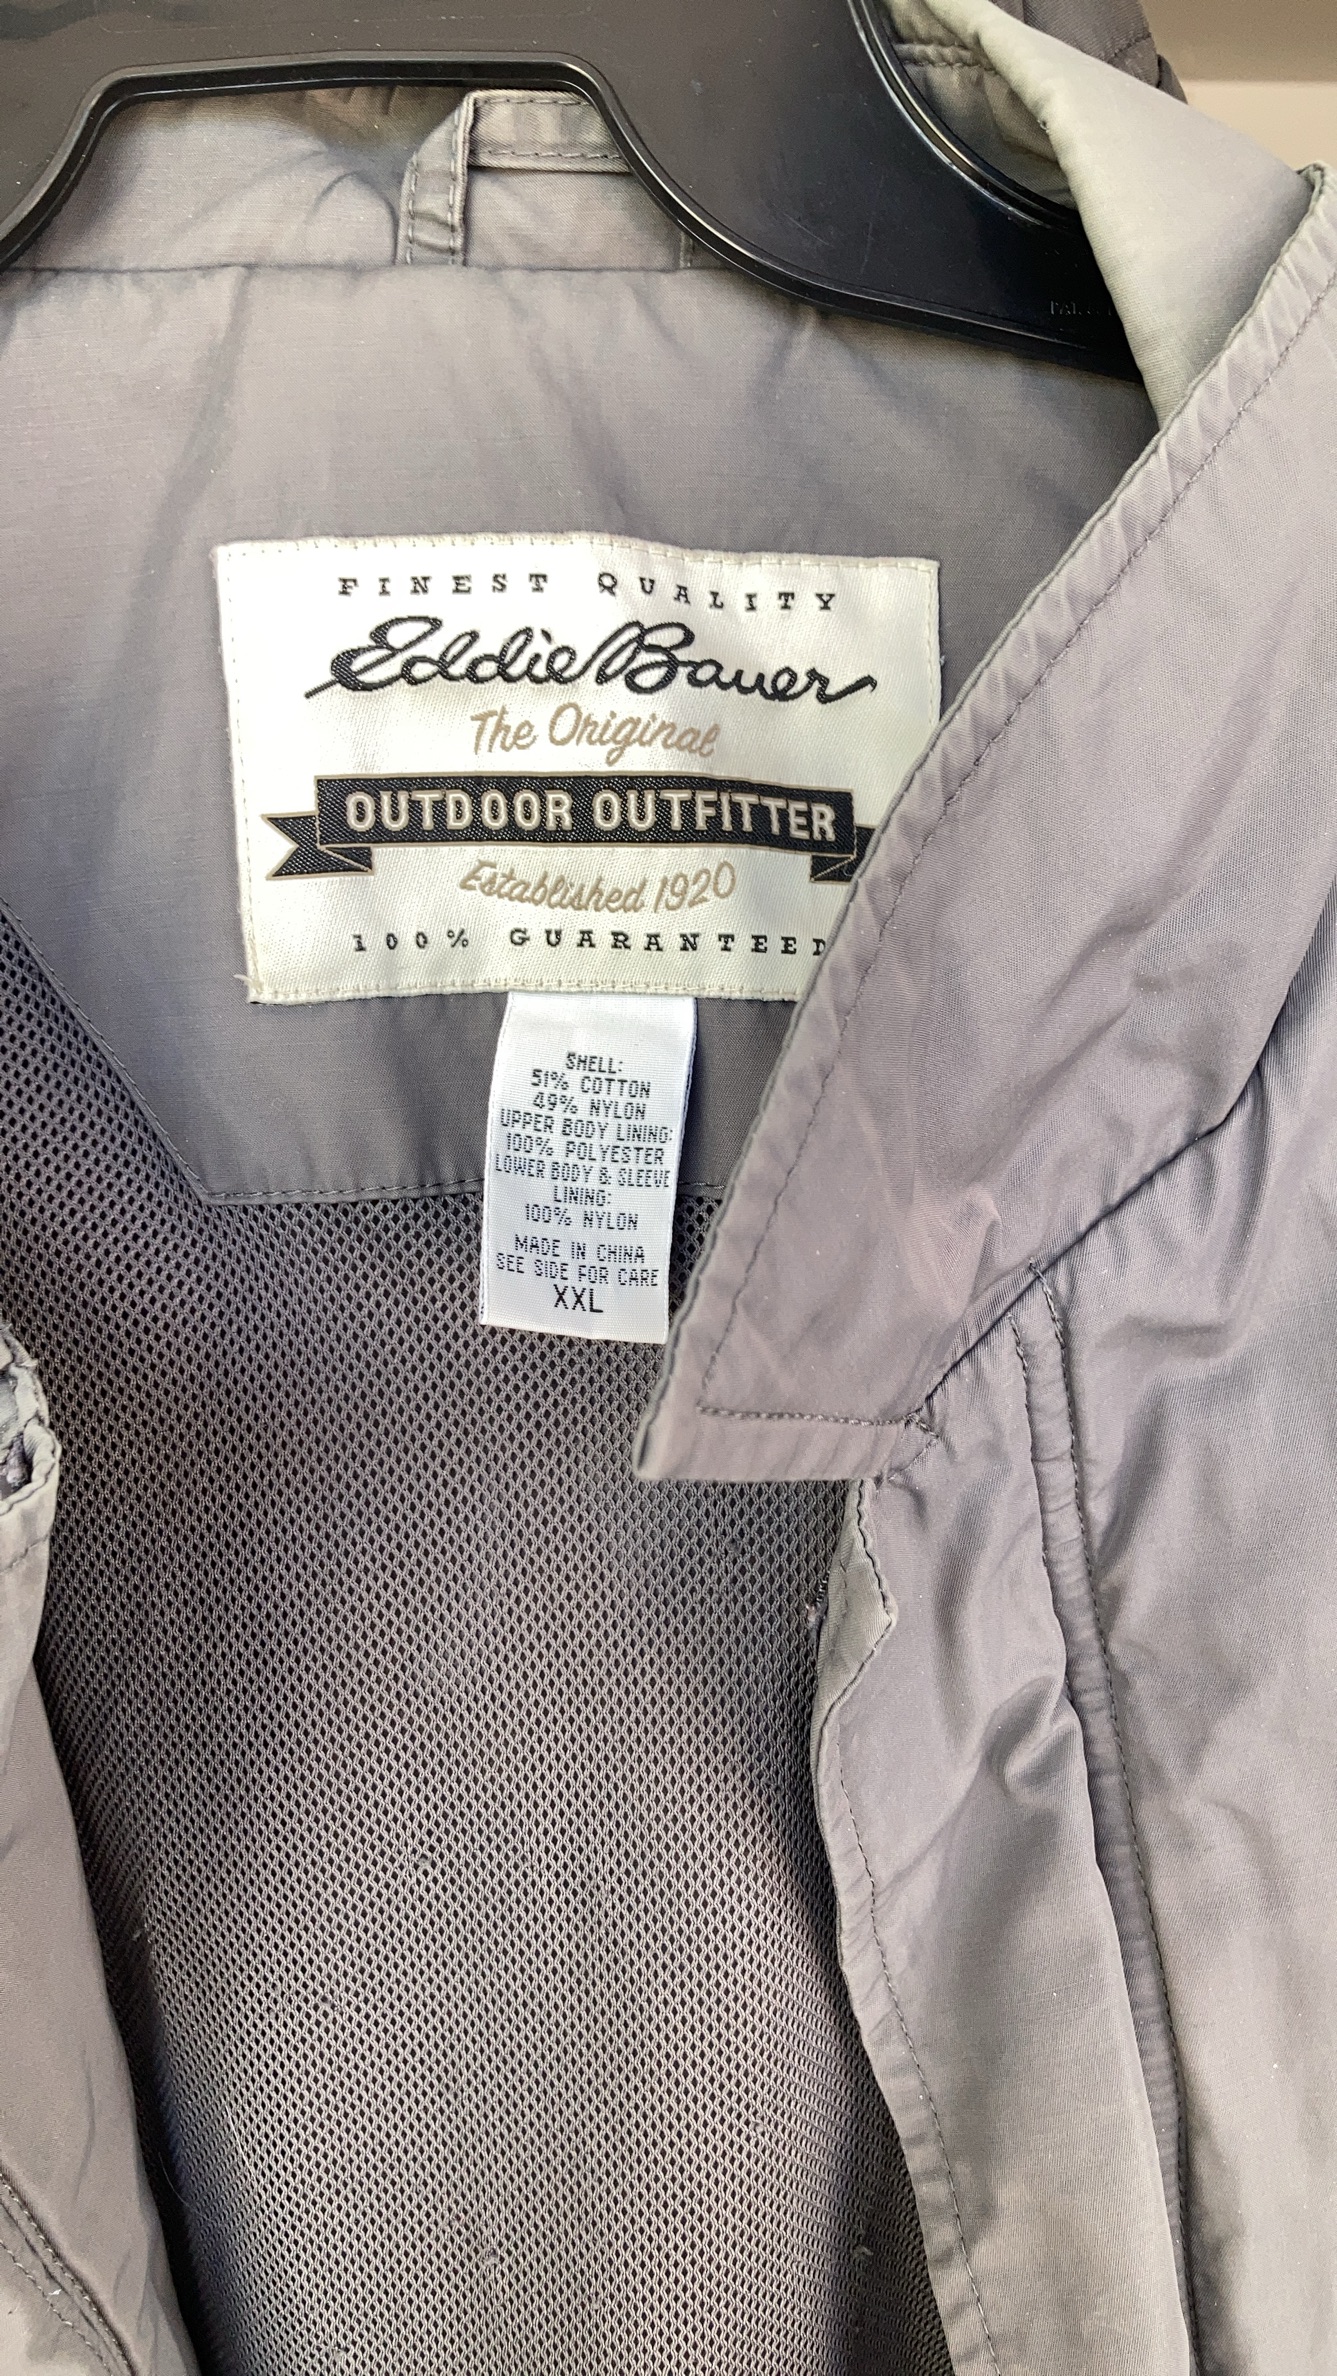 FINEST QUALITY
Eddie Bauer
The Original
OUTDOOR OUTFITTER
Established 1920
100% GUARANTEED
SHELL:
51% COTTON
49% NYLON
UPPER BODY LINING:
100% POLYESTER
LOWER BODY & SLEEVE
LINING:
100% NYLON
MADE IN CHINA
SEE SIDE FOR CARE
XXL